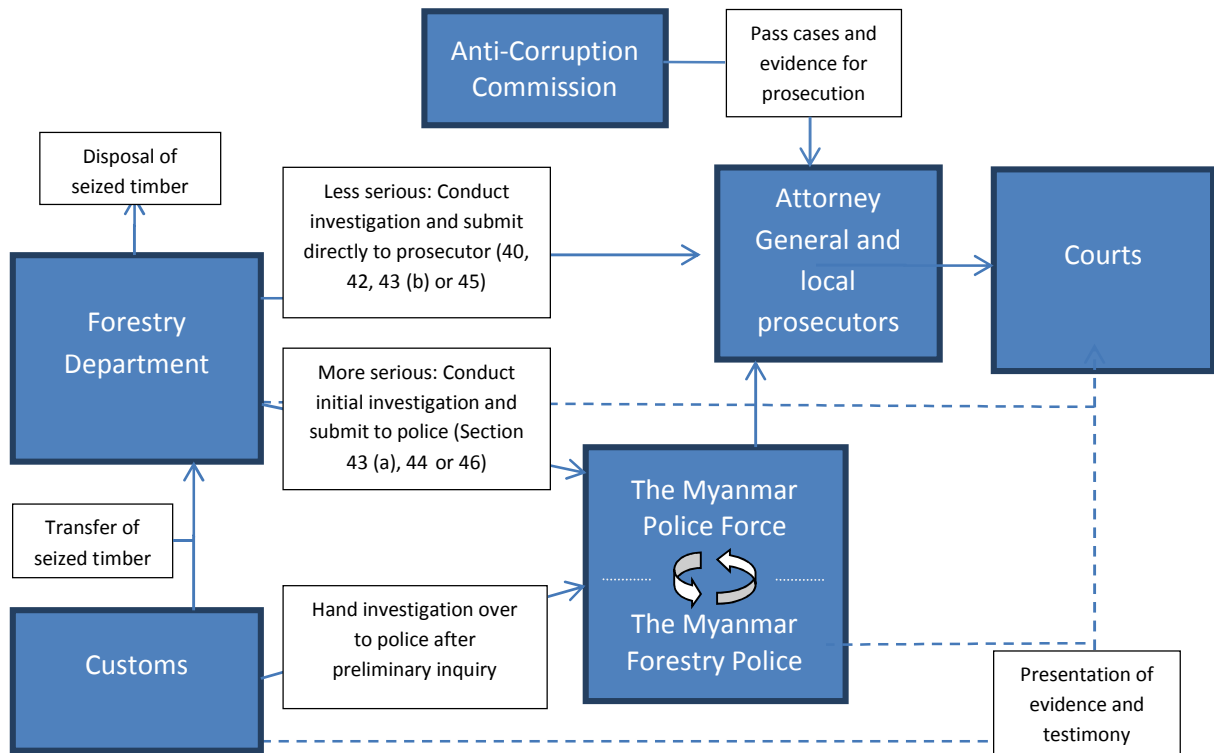 Anti-Corruption
Commission
Pass cases and
evidence for
prosecution
Disposal of
seized timber
Less serious: Conduct
investigation and submit
directly to prosecutor (40,
42, 43 (b) or 45)
Attorney
General and
local
prosecutors
Courts
Forestry
Department
More serious: Conduct
initial investigation and
submit to police (Section
43 (a), 44 or 46)
The Myanmar
Police Force
The Myanmar
Forestry Police
Transfer of
seized timber
Hand investigation over
to police after
preliminary inquiry
Customs
Presentation of
evidence and
testimony